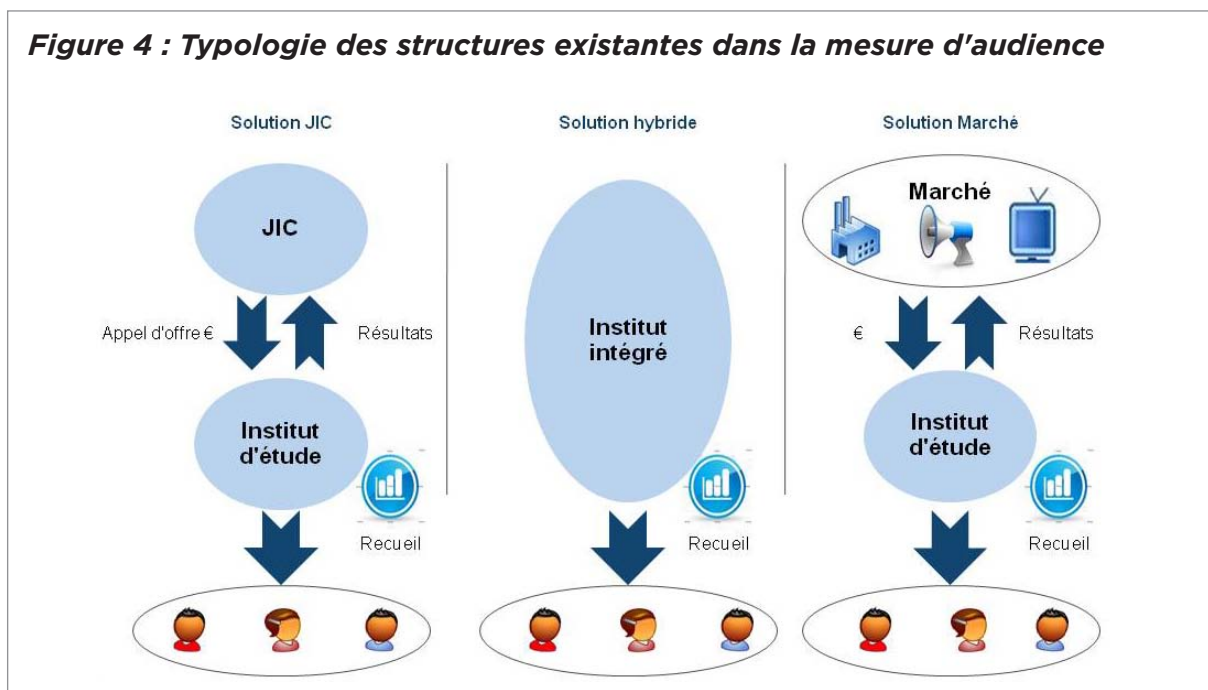 Figure 4 : Typologie des structures existantes dans la mesure d'audience
Solution JIC
JIC
Appel d'offre €
Résultats
Institut
d'étude
Recueil
Solution hybride
Institut
intégré
Recueil
Solution Marché
Marché
€
Résultats
Institut
d'étude
Recueil